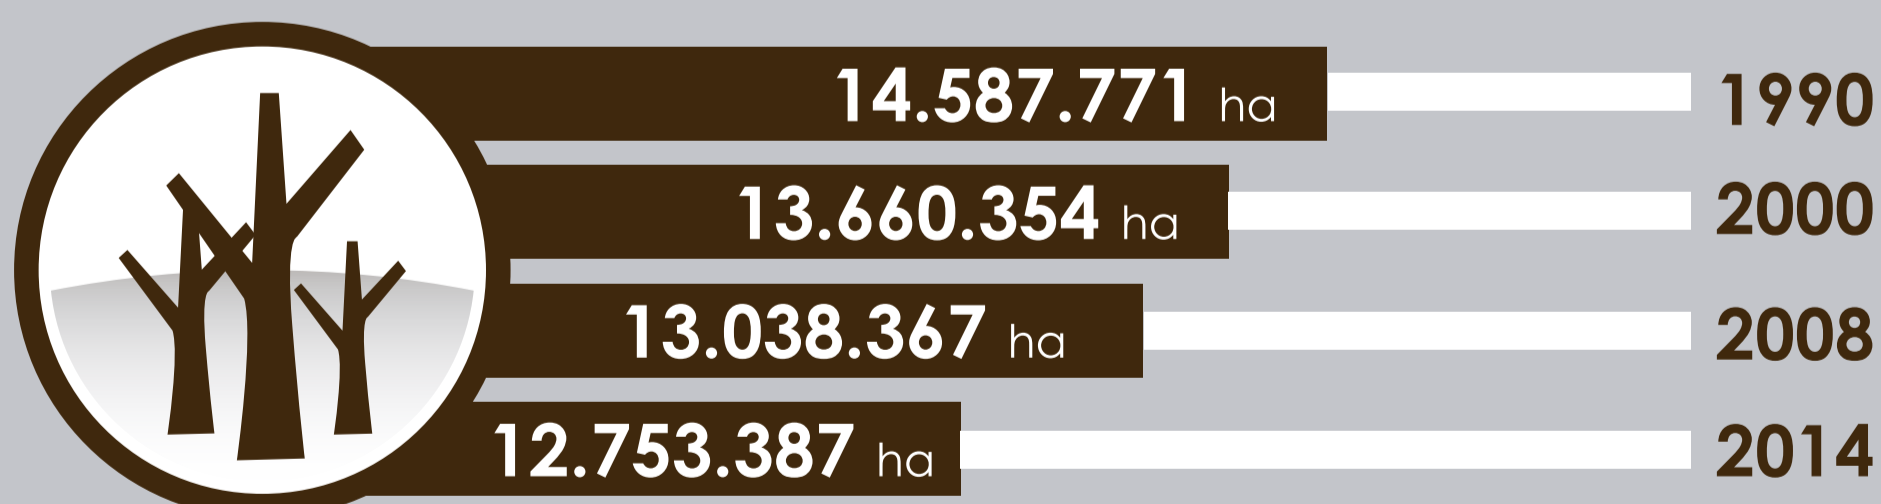 14.587.771 ha 1990
13.660.354 ha 2000
13.038.367 ha 2008
12.753.387 ha 2014